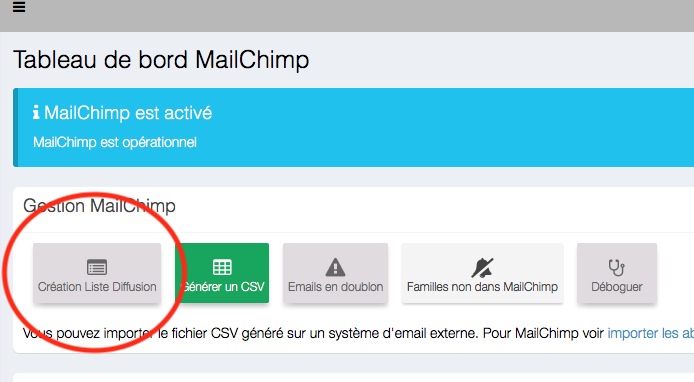 Tableau de bord MailChimp
MailChimp est activé
MailChimp est opérationnel
Gestion MailChimp
Création Liste Diffusion
Générer un CSV
Emails en doublon
Familles non dans MailChimp
Déboguer
Vous pouvez importer le fichier CSV généré sur un système d'email externe. Pour MailChimp voir importer les ab